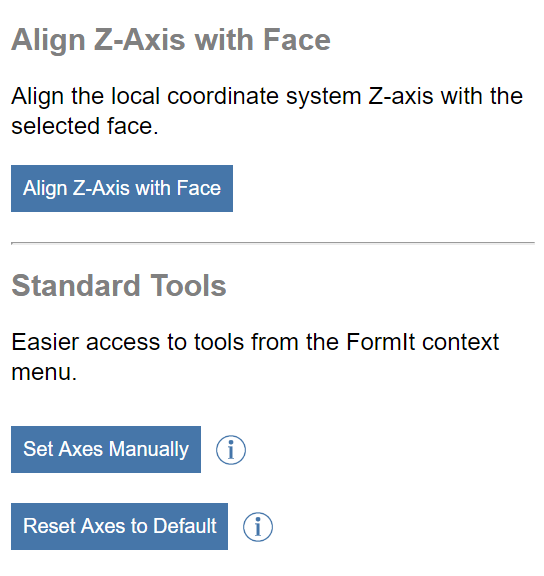 Align Z-Axis with Face
Align the local coordinate system Z-axis with the
selected face.
Align Z-Axis with Face
Standard Tools
Easier access to tools from the FormIt context
menu.
Set Axes Manually
Reset Axes to Default